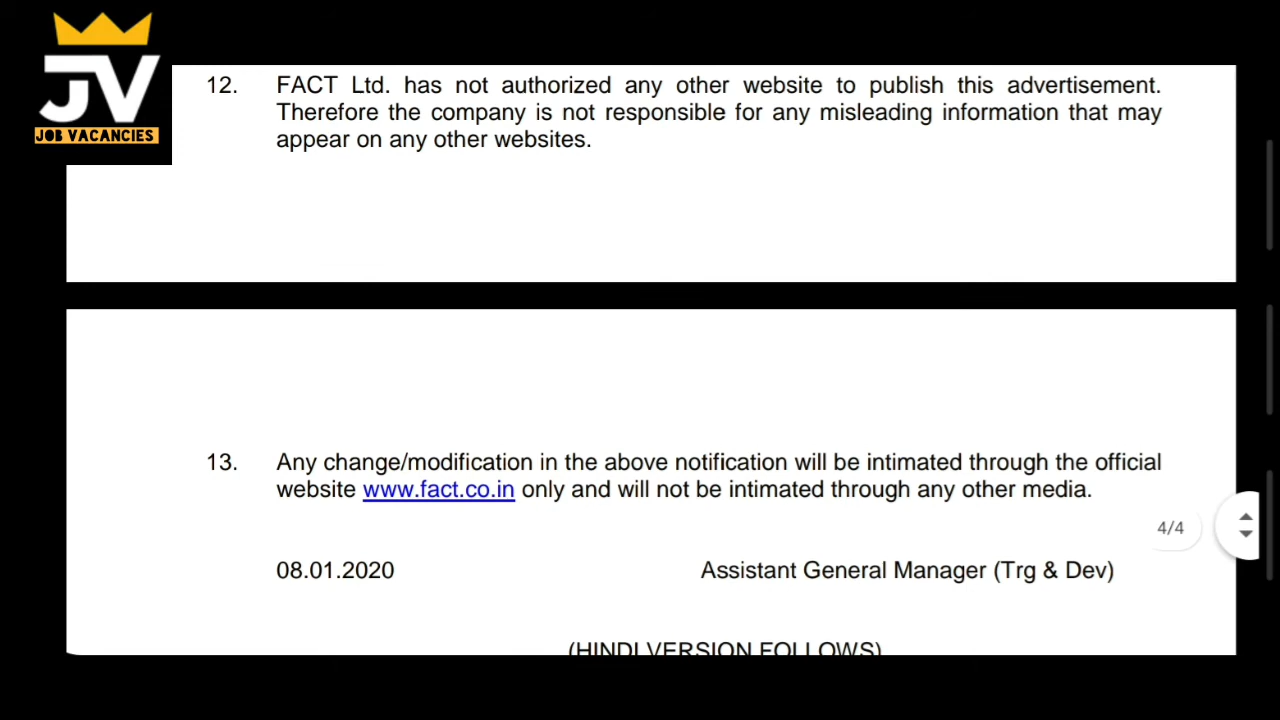 JV
JOB VACANCIES
12. FACT Ltd. has not authorized any other website to publish this advertisement.
Therefore the company is not responsible for any misleading information that may
appear on any other websites.
13. Any change/modification in the above notification will be intimated through the official
website www.fact.co.in only and will not be intimated through any other media.
4/4
08.01.2020 Assistant General Manager (Trg & Dev)
(HINDI VERSION FOLLOWS)